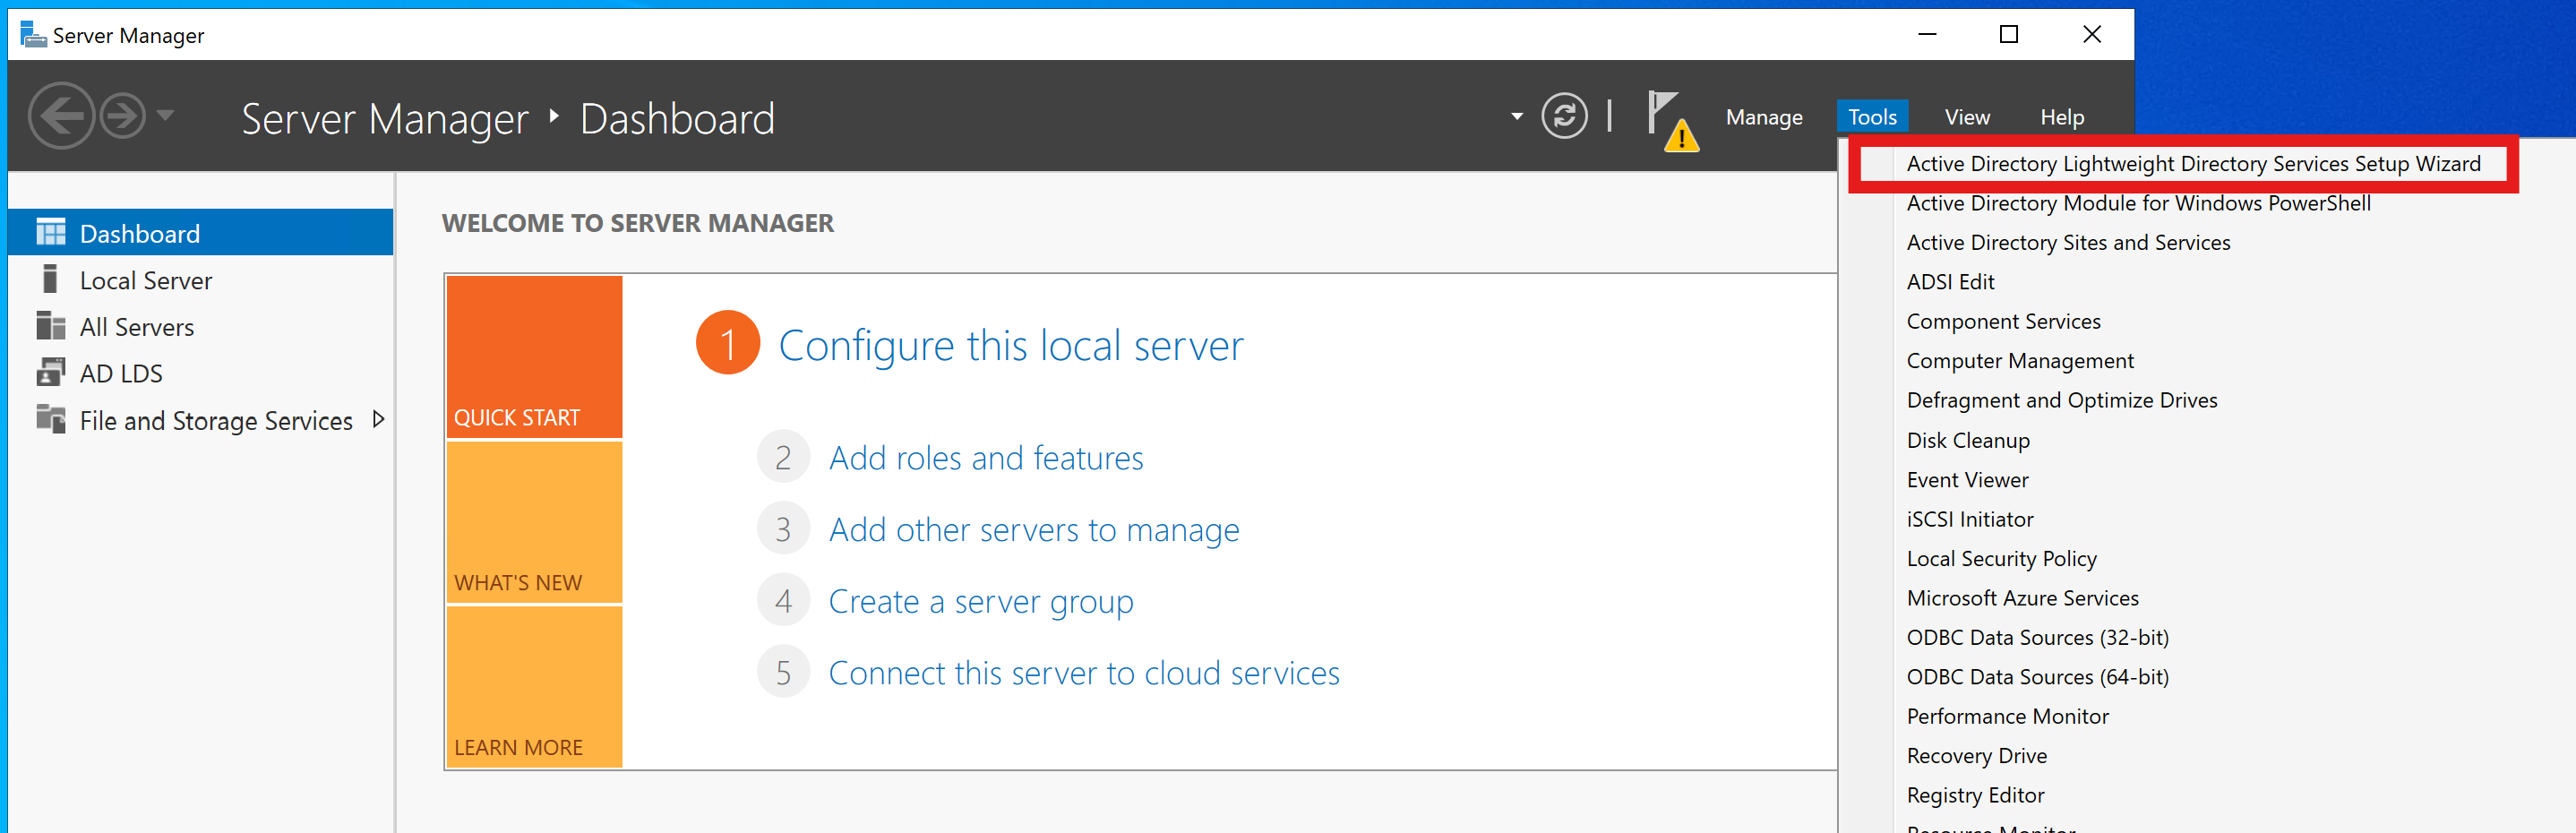 Server Manager
Server Manager ‣ Dashboard
Manage
Tools
View
Help
Dashboard
Local Server
All Servers
AD LDS
File and Storage Services
WELCOME TO SERVER MANAGER
QUICK START
WHAT'S NEW
LEARN MORE
1 Configure this local server
2 Add roles and features
3 Add other servers to manage
4 Create a server group
5 Connect this server to cloud services
Active Directory Lightweight Directory Services Setup Wizard
Active Directory Module for Windows PowerShell
Active Directory Sites and Services
ADSI Edit
Component Services
Computer Management
Defragment and Optimize Drives
Disk Cleanup
Event Viewer
iSCSI Initiator
Local Security Policy
Microsoft Azure Services
ODBC Data Sources (32-bit)
ODBC Data Sources (64-bit)
Performance Monitor
Recovery Drive
Registry Editor
Resource Monitor